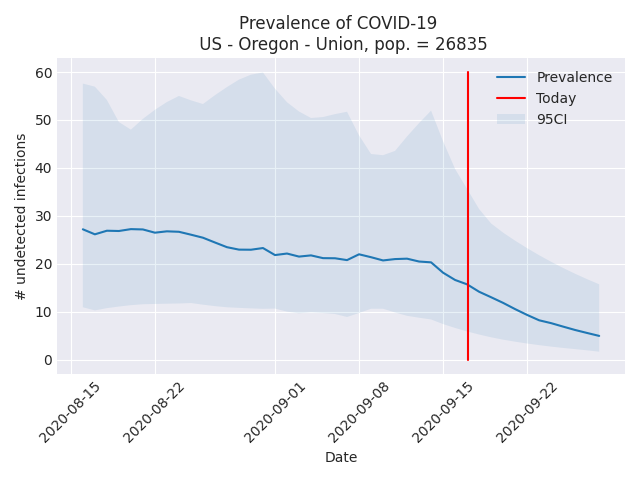 Prevalence of COVID-19
US - Oregon - Union, pop. = 26835
60
50
40
30
20
10
0
# undetected infections
Prevalence
Today
95CI
2020-08-15
2020-08-22
2020-09-01
2020-09-08
2020-09-15
2020-09-22
Date